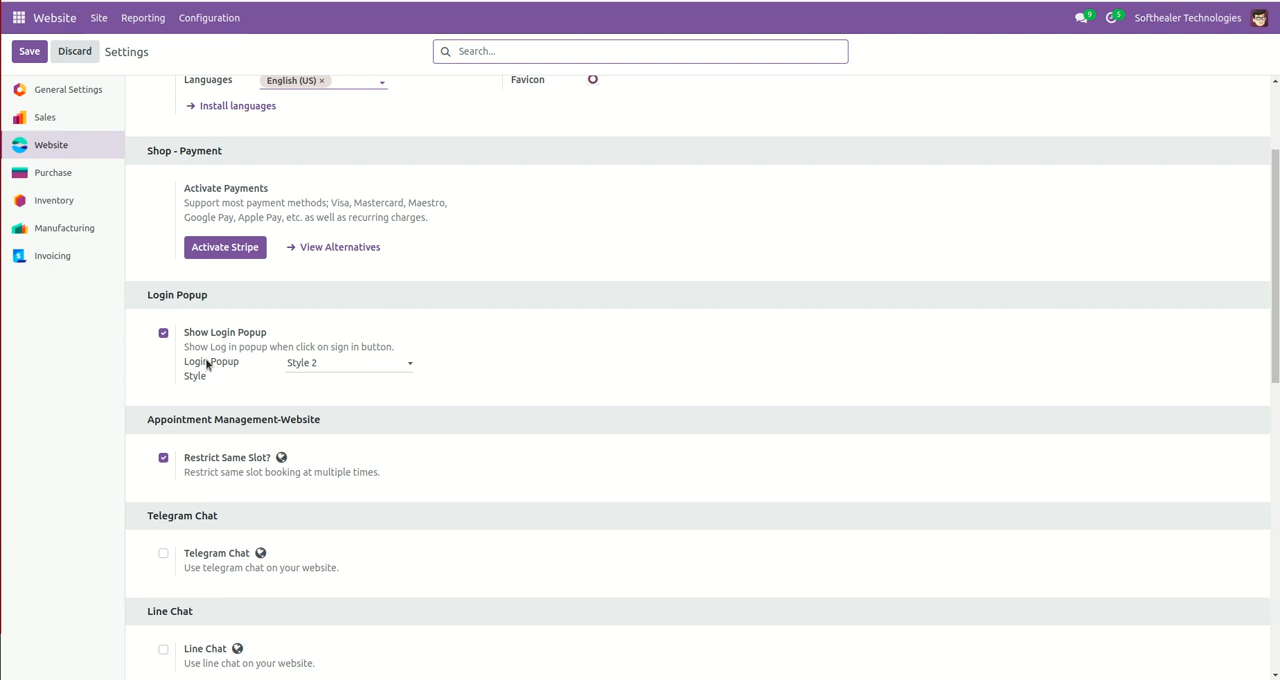 Website Site Reporting Configuration 9 5 Softhealer Technologies
Save Discard Settings Search...
General Settings
Sales
Website
Purchase
Inventory
Manufacturing
Invoicing
Languages English (US) × Favicon
→ Install languages
Shop - Payment
Activate Payments
Support most payment methods; Visa, Mastercard, Maestro,
Google Pay, Apple Pay, etc. as well as recurring charges.
Activate Stripe → View Alternatives
Login Popup
Show Login Popup
Show Log in popup when click on sign in button.
Login Popup Style 2
Style
Appointment Management-Website
Restrict Same Slot?
Restrict same slot booking at multiple times.
Telegram Chat
Telegram Chat
Use telegram chat on your website.
Line Chat
Line Chat
Use line chat on your website.